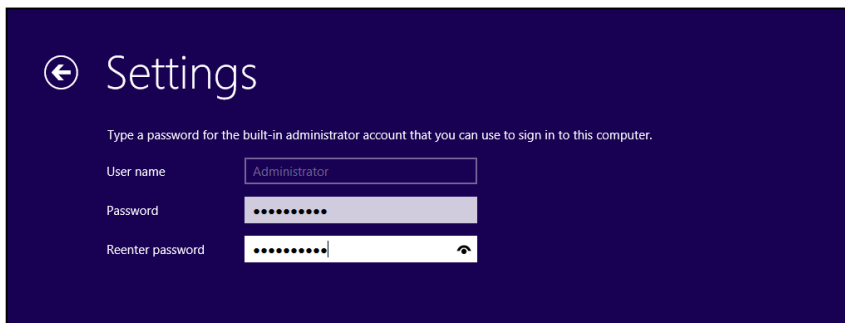 Settings
Type a password for the built-in administrator account that you can use to sign in to this computer.
User name Administrator
Password ••••••••••
Reenter password ••••••••••